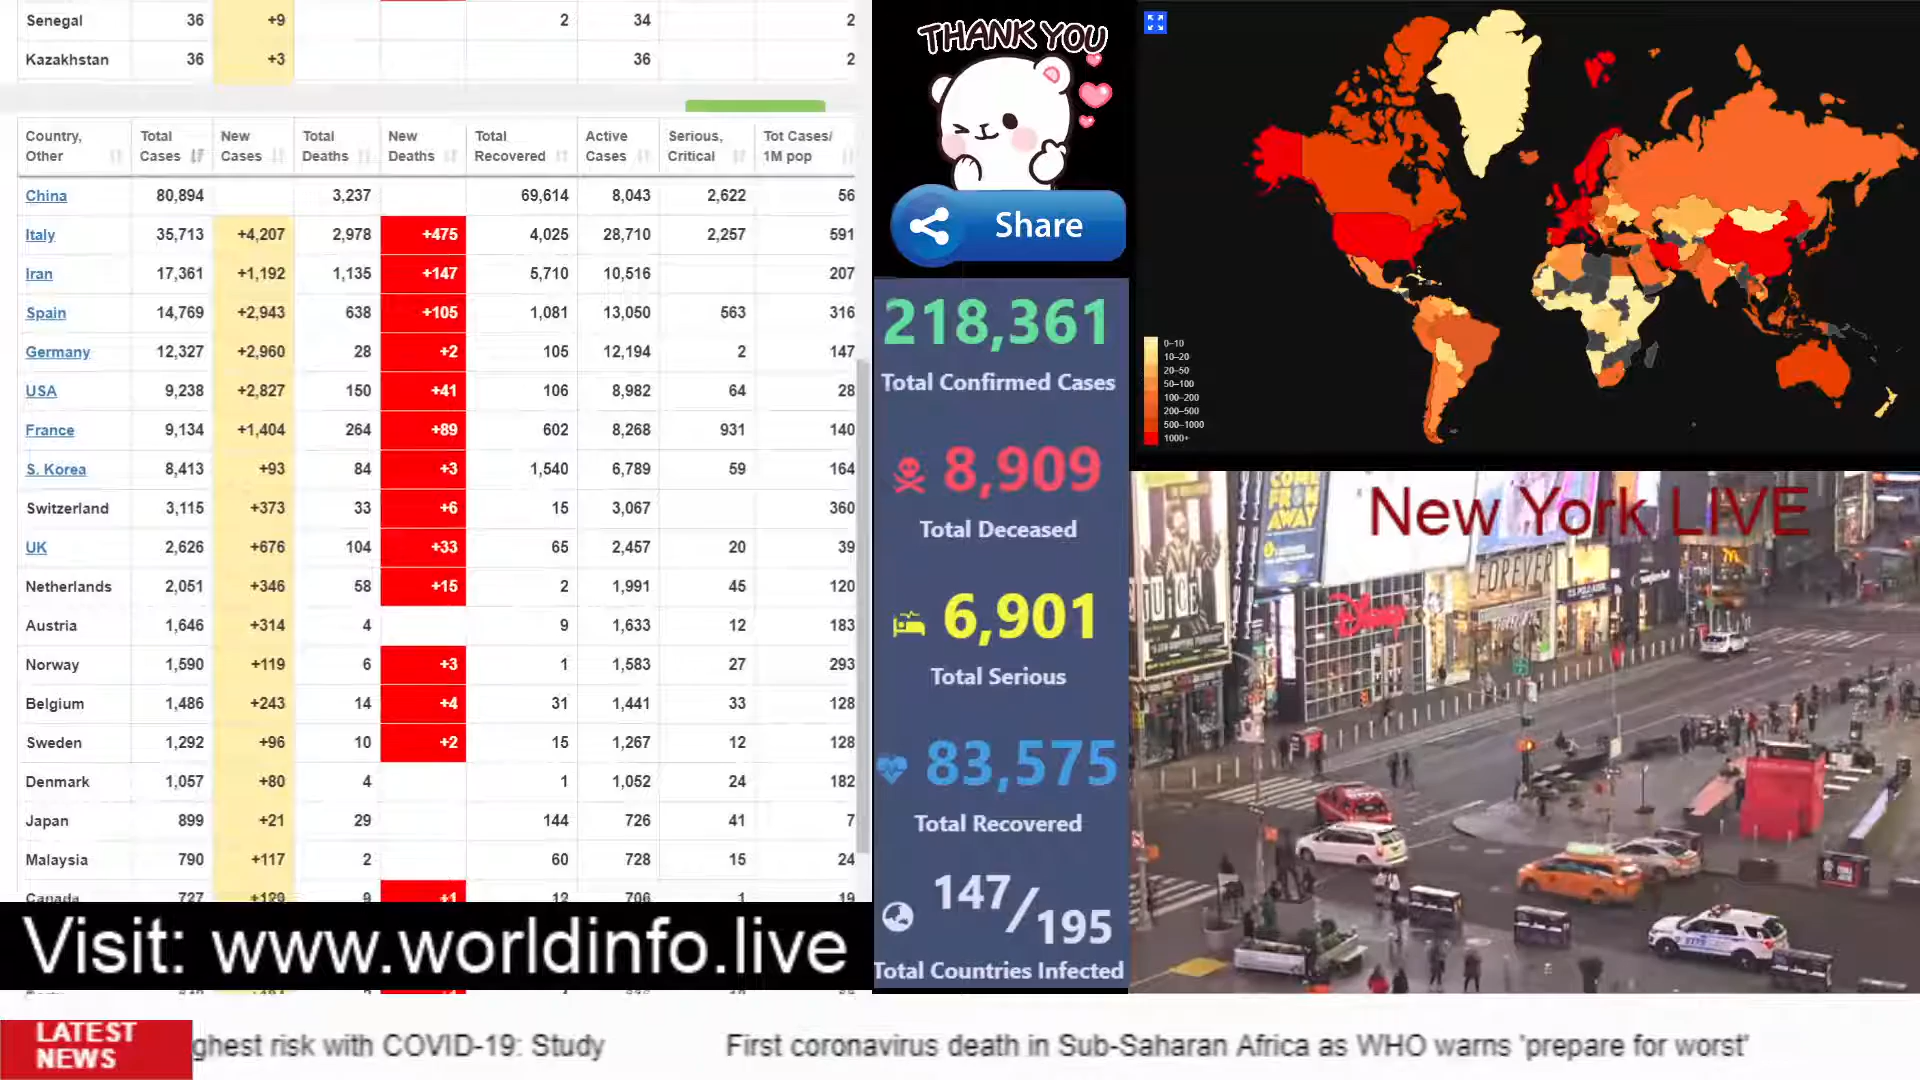 Senegal 36 +9 2 34 2
Kazakhstan 36 +3 36 2
Country, Other Total Cases New Cases Total Deaths New Deaths Total Recovered Active Cases Serious, Critical Tot Cases/ 1M pop
China 80,894 3,237 69,614 8,043 2,622 56
Italy 35,713 +4,207 2,978 +475 4,025 28,710 2,257 591
Iran 17,361 +1,192 1,135 +147 5,710 10,516 207
Spain 14,769 +2,943 638 +105 1,081 13,050 563 316
Germany 12,327 +2,960 28 +2 105 12,194 2 147
USA 9,238 +2,827 150 +41 106 8,982 64 28
France 9,134 +1,404 264 +89 602 8,268 931 140
S. Korea 8,413 +93 84 +3 1,540 6,789 59 164
Switzerland 3,115 +373 33 +6 15 3,067 360
UK 2,626 +676 104 +33 65 2,457 20 39
Netherlands 2,051 +346 58 +15 2 1,991 45 120
Austria 1,646 +314 4 9 1,633 12 183
Norway 1,590 +119 6 +3 1 1,583 27 293
Belgium 1,486 +243 14 +4 31 1,441 33 128
Sweden 1,292 +96 10 +2 15 1,267 12 128
Denmark 1,057 +80 4 1 1,052 24 182
Japan 899 +21 29 144 726 41 7
Malaysia 790 +117 2 60 728 15 24
Canada 727 +129 9 +1 12 706 1 19
Visit: www.worldinfo.live
THANK YOU
Share
218,361
Total Confirmed Cases
8,909
Total Deceased
6,901
Total Serious
83,575
Total Recovered
147/195
Total Countries Infected
0–10
10–20
20–50
50–100
100–200
200–500
500–1000
1000+
New York LIVE
COME
FROM
AWAY
Disney
FOREVER
LATEST
NEWS
ghest risk with COVID-19: Study First coronavirus death in Sub-Saharan Africa as WHO warns 'prepare for worst'